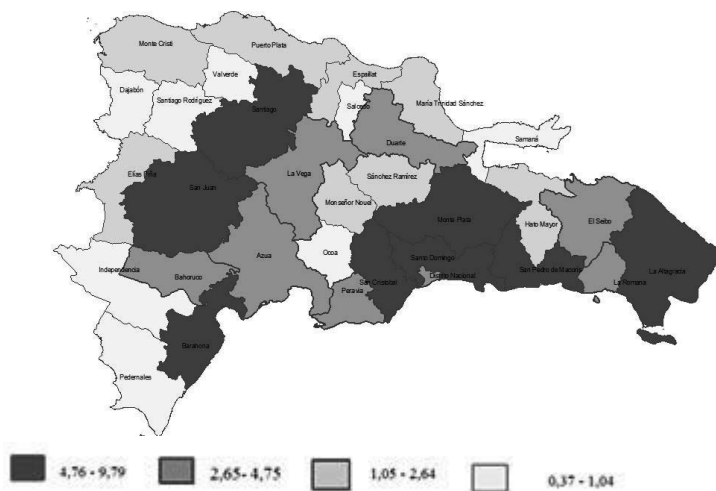 Monte Cristi
Puerto Plata
Espaillat
Valverde
Dajabón
Santiago Rodríguez
Santiago
Salcedo
María Trinidad Sánchez
Samaná
Duarte
La Vega
Elías Piña
San Juan
Sánchez Ramírez
Monseñor Nouel
Monte Plata
Hato Mayor
El Seibo
Ocoa
Azua
Independencia
Bahoruco
Santo Domingo
Distrito Nacional
San Cristobal
Peravia
San Pedro de Macorís
La Romana
La Altagracia
Barahona
Pedernales
4,76 - 9,79
2,65- 4,75
1,05 - 2,64
0,37 - 1,04